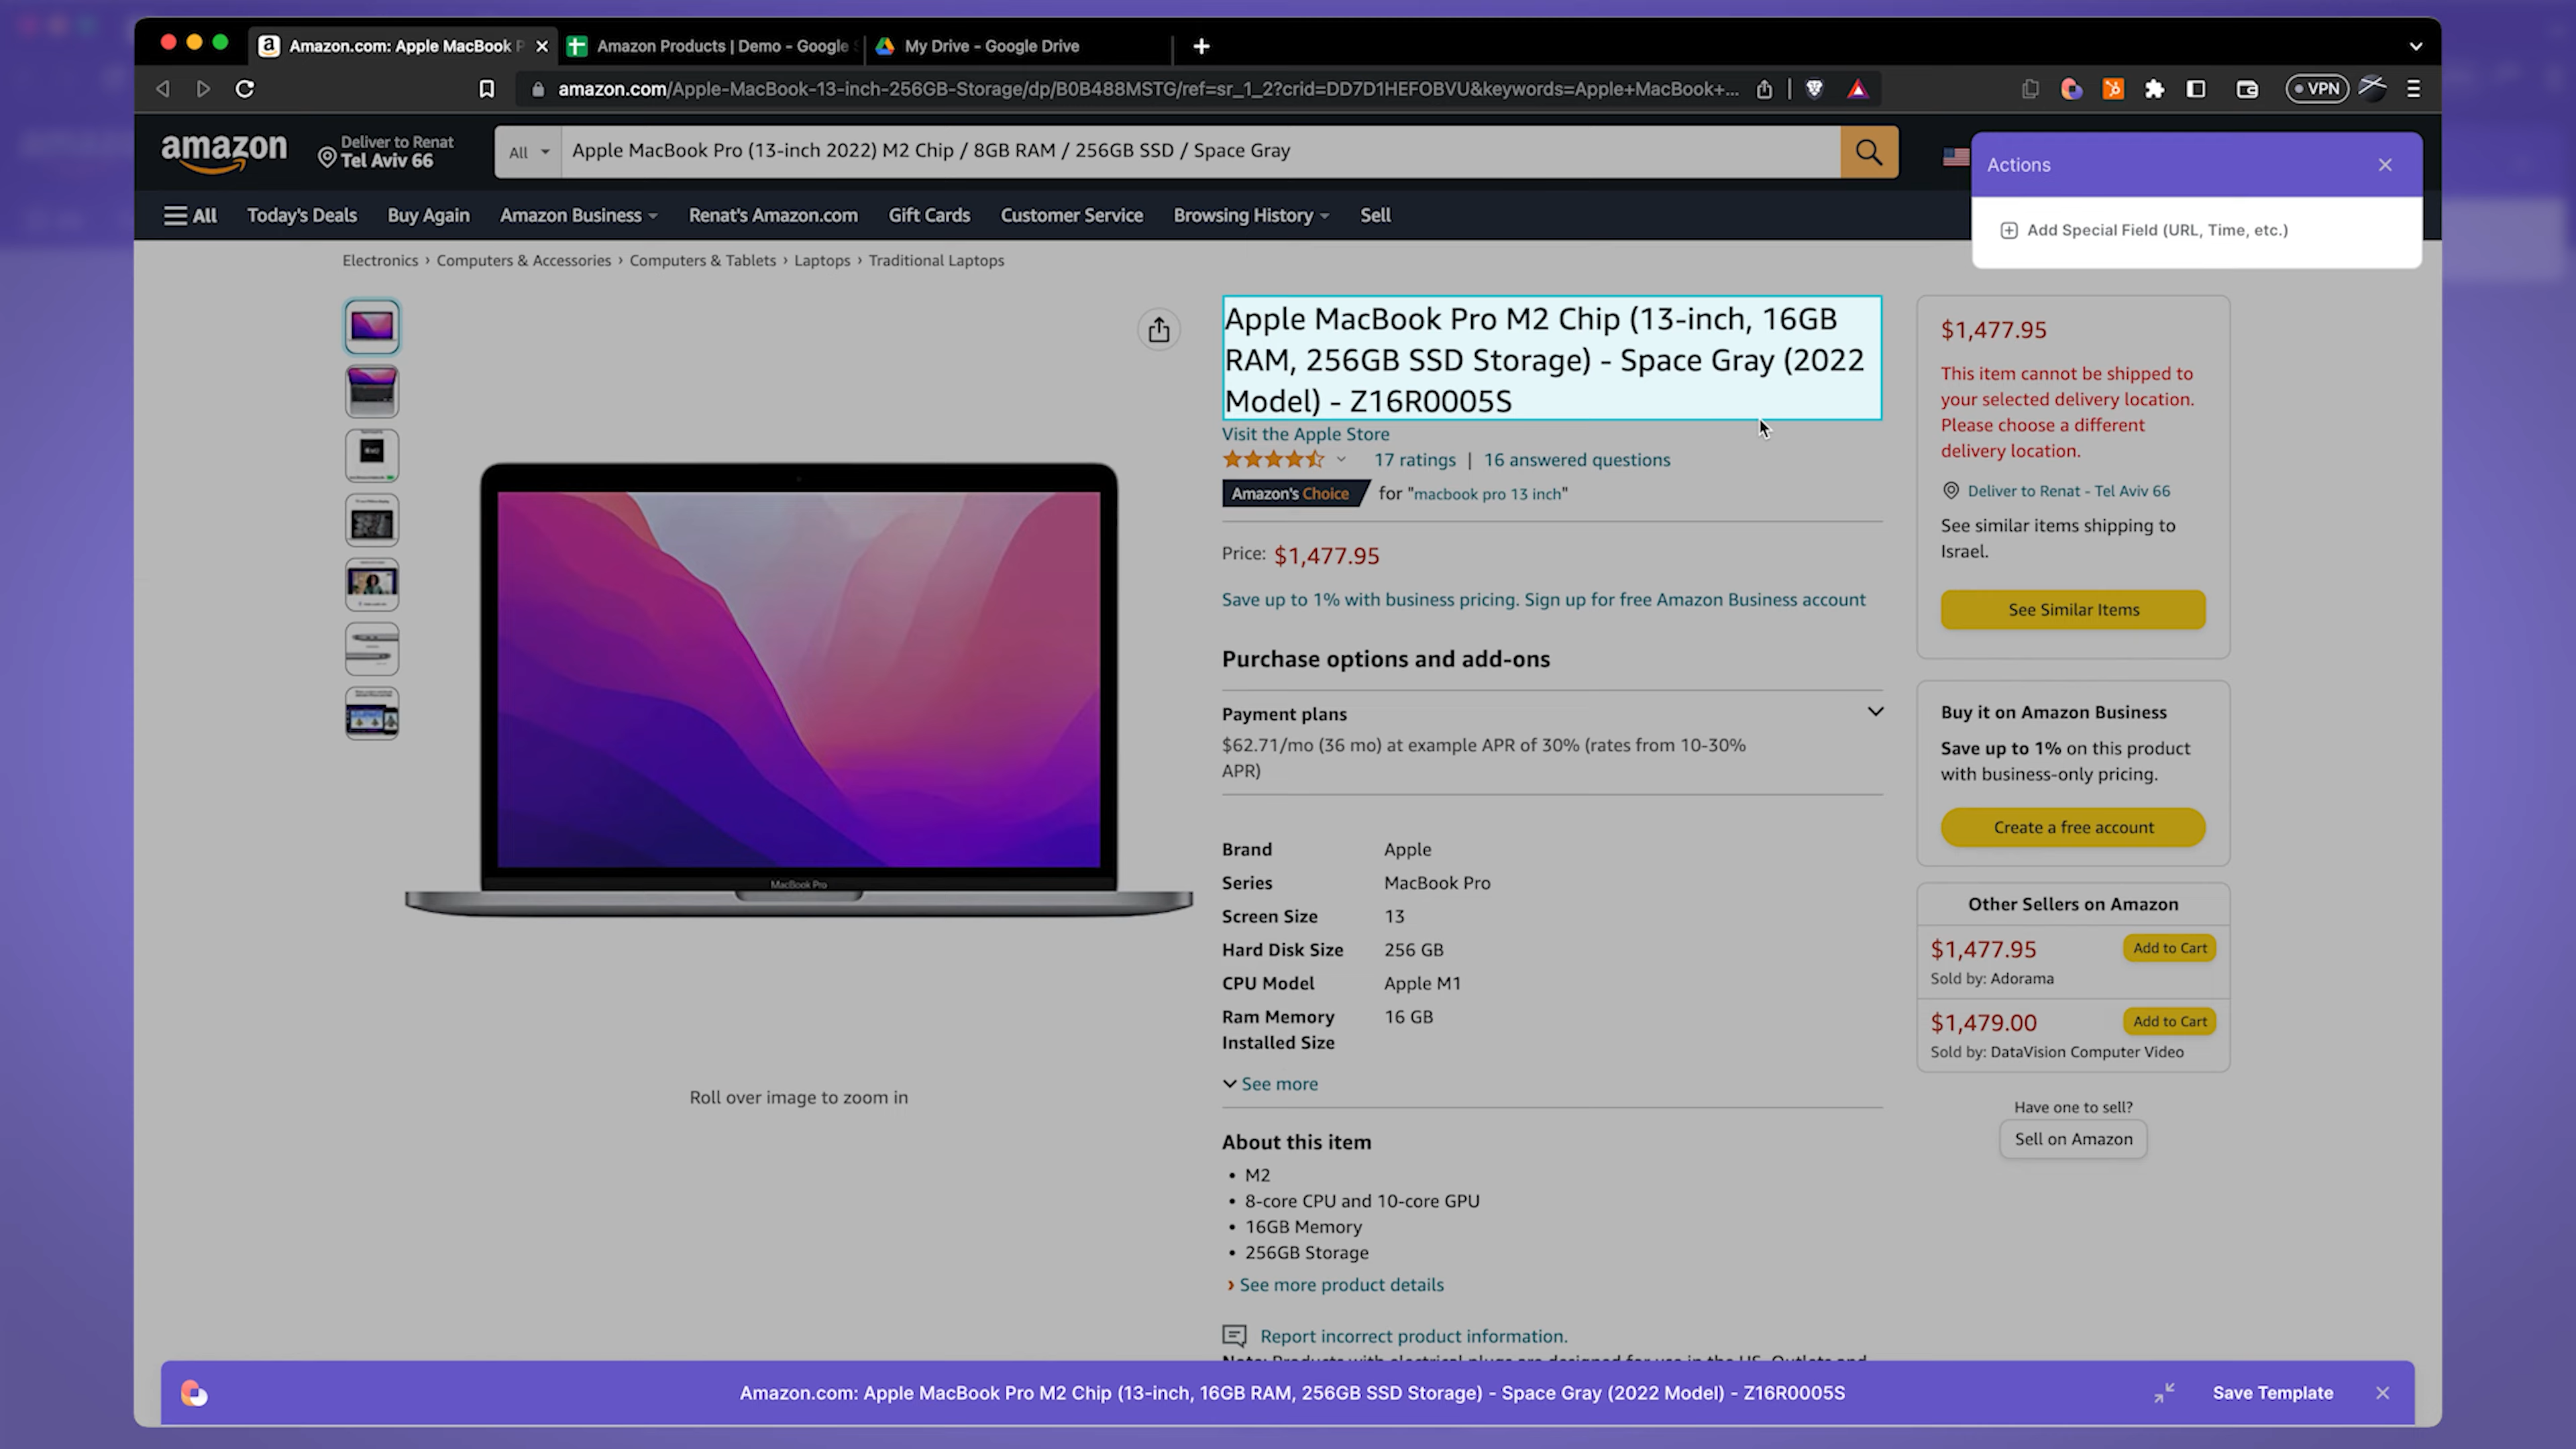 Amazon.com: Apple MacBook P
Amazon Products | Demo - Google S
My Drive - Google Drive
amazon.com/Apple-MacBook-13-inch-256GB-Storage/dp/B0B488MSTG/ref=sr_1_2?crid=DD7D1HEFOBVU&keywords=Apple+MacBook+...
VPN
amazon
Deliver to Renat
Tel Aviv 66
All
Apple MacBook Pro (13-inch 2022) M2 Chip / 8GB RAM / 256GB SSD / Space Gray
Actions
Add Special Field (URL, Time, etc.)
All
Today's Deals
Buy Again
Amazon Business
Renat's Amazon.com
Gift Cards
Customer Service
Browsing History
Sell
Electronics › Computers & Accessories › Computers & Tablets › Laptops › Traditional Laptops
MacBook Pro
Roll over image to zoom in
Apple MacBook Pro M2 Chip (13-inch, 16GB
RAM, 256GB SSD Storage) - Space Gray (2022
Model) - Z16R0005S
Visit the Apple Store
17 ratings | 16 answered questions
Amazon's Choice for "macbook pro 13 inch"
Price: $1,477.95
Save up to 1% with business pricing. Sign up for free Amazon Business account
Purchase options and add-ons
Payment plans
$62.71/mo (36 mo) at example APR of 30% (rates from 10-30%
APR)
Brand Apple
Series MacBook Pro
Screen Size 13
Hard Disk Size 256 GB
CPU Model Apple M1
Ram Memory 16 GB
Installed Size
See more
About this item
• M2
• 8-core CPU and 10-core GPU
• 16GB Memory
• 256GB Storage
› See more product details
Report incorrect product information.
$1,477.95
This item cannot be shipped to
your selected delivery location.
Please choose a different
delivery location.
Deliver to Renat - Tel Aviv 66
See similar items shipping to
Israel.
See Similar Items
Buy it on Amazon Business
Save up to 1% on this product
with business-only pricing.
Create a free account
Other Sellers on Amazon
$1,477.95 Add to Cart
Sold by: Adorama
$1,479.00 Add to Cart
Sold by: DataVision Computer Video
Have one to sell?
Sell on Amazon
Amazon.com: Apple MacBook Pro M2 Chip (13-inch, 16GB RAM, 256GB SSD Storage) - Space Gray (2022 Model) - Z16R0005S
Save Template